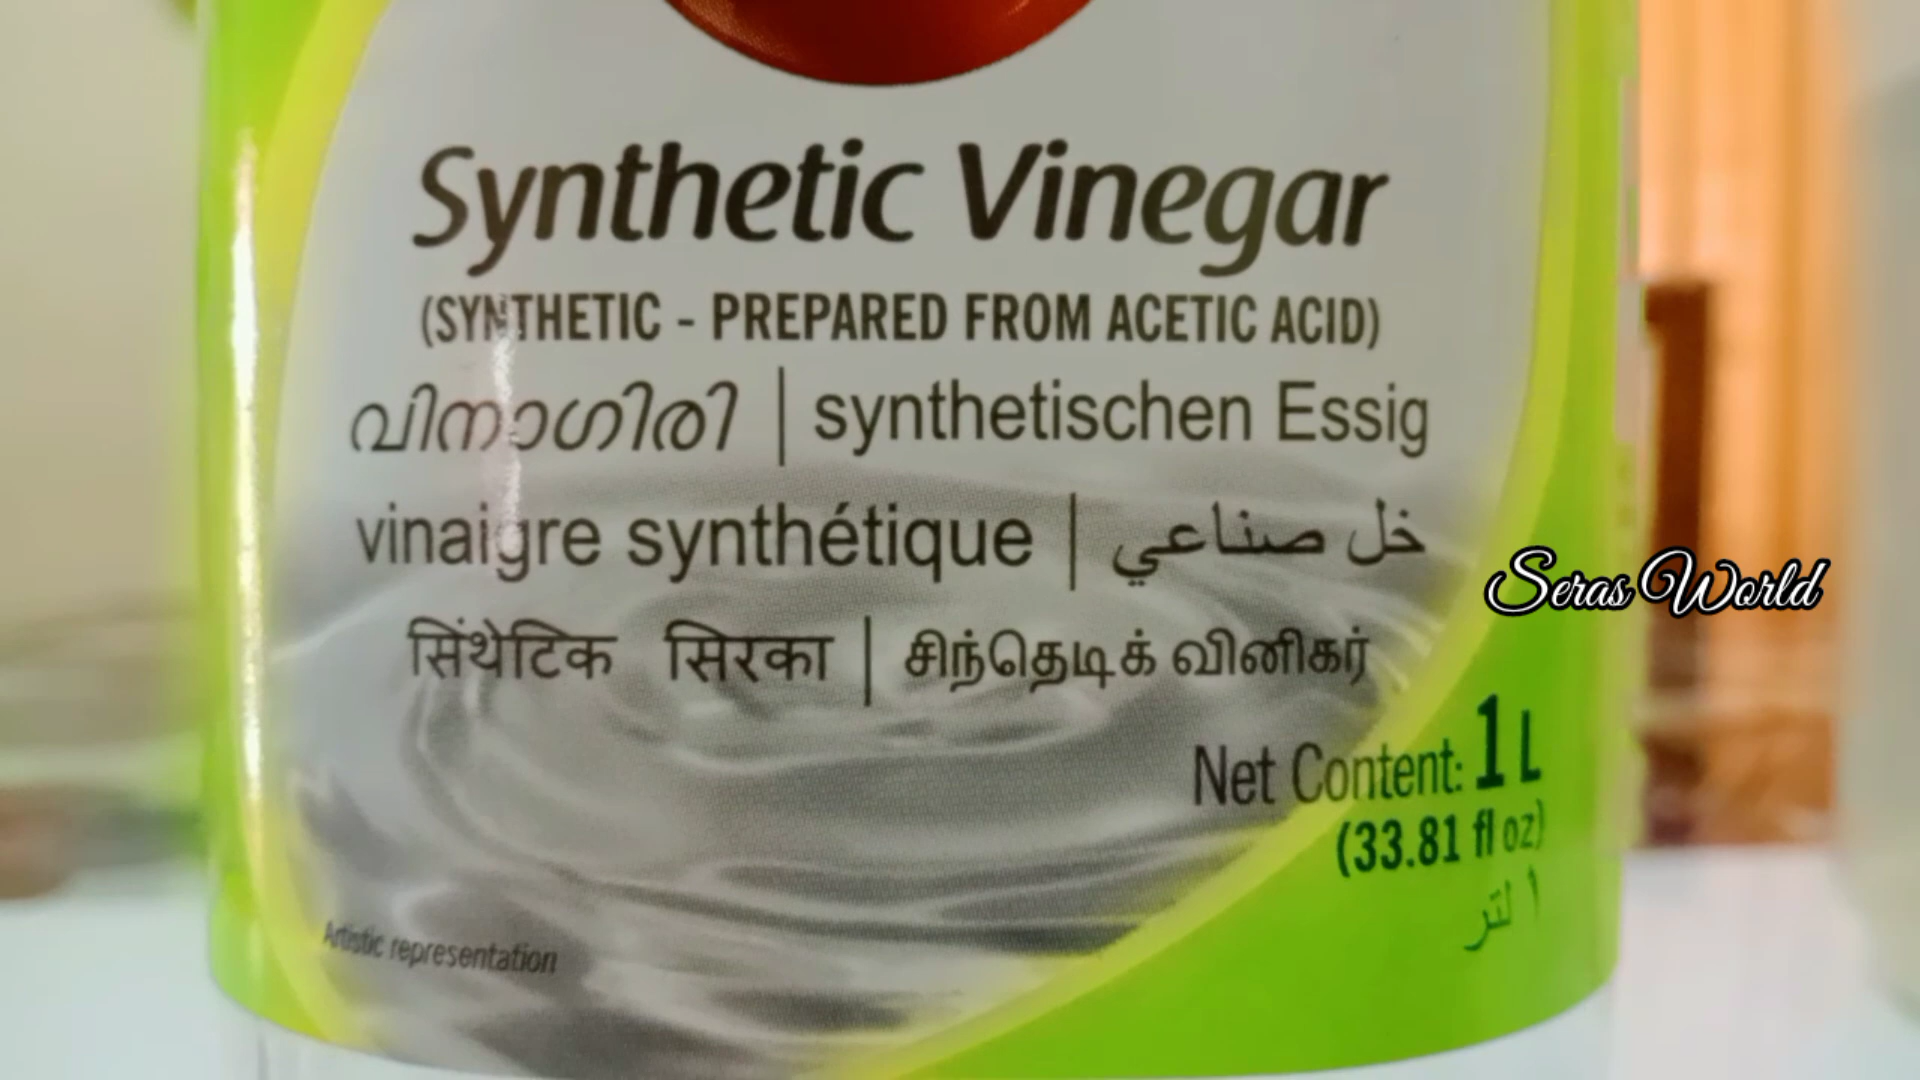 Synthetic Vinegar
(SYNTHETIC - PREPARED FROM ACETIC ACID)
വിനാഗിരി | synthetischen Essig
vinaigre synthétique | خل صناعي
Seras World
सिंथेटिक सिरका | சிந்தெடிக் வினிகர்
Net Content: 1 L
(33.81 fl oz)
١ لتر
Artistic representation